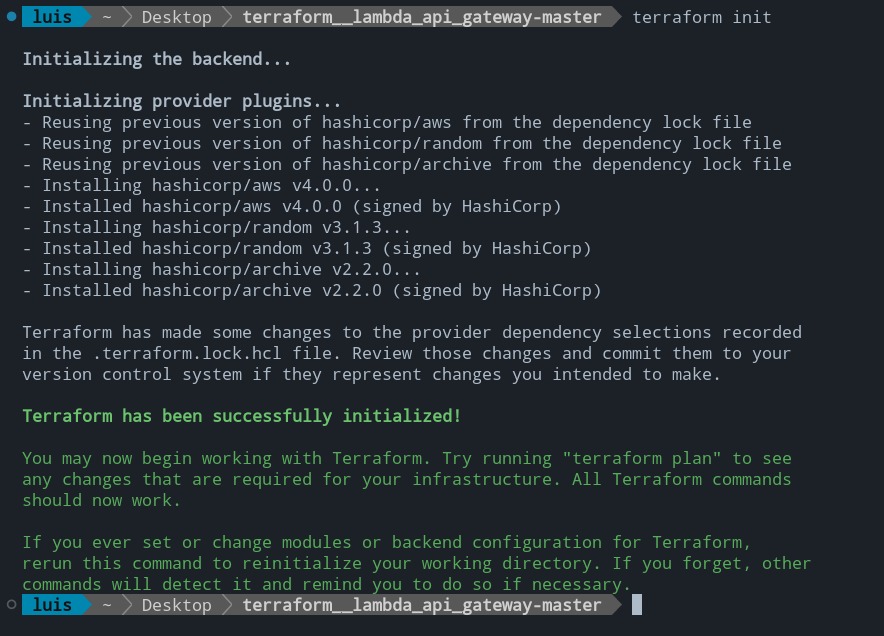 luis ~ Desktop terraform__lambda_api_gateway-master terraform init
Initializing the backend...
Initializing provider plugins...
- Reusing previous version of hashicorp/aws from the dependency lock file
- Reusing previous version of hashicorp/random from the dependency lock file
- Reusing previous version of hashicorp/archive from the dependency lock file
- Installing hashicorp/aws v4.0.0...
- Installed hashicorp/aws v4.0.0 (signed by HashiCorp)
- Installing hashicorp/random v3.1.3...
- Installed hashicorp/random v3.1.3 (signed by HashiCorp)
- Installing hashicorp/archive v2.2.0...
- Installed hashicorp/archive v2.2.0 (signed by HashiCorp)
Terraform has made some changes to the provider dependency selections recorded
in the .terraform.lock.hcl file. Review those changes and commit them to your
version control system if they represent changes you intended to make.
Terraform has been successfully initialized!
You may now begin working with Terraform. Try running "terraform plan" to see
any changes that are required for your infrastructure. All Terraform commands
should now work.
If you ever set or change modules or backend configuration for Terraform,
rerun this command to reinitialize your working directory. If you forget, other
commands will detect it and remind you to do so if necessary.
luis ~ Desktop terraform__lambda_api_gateway-master